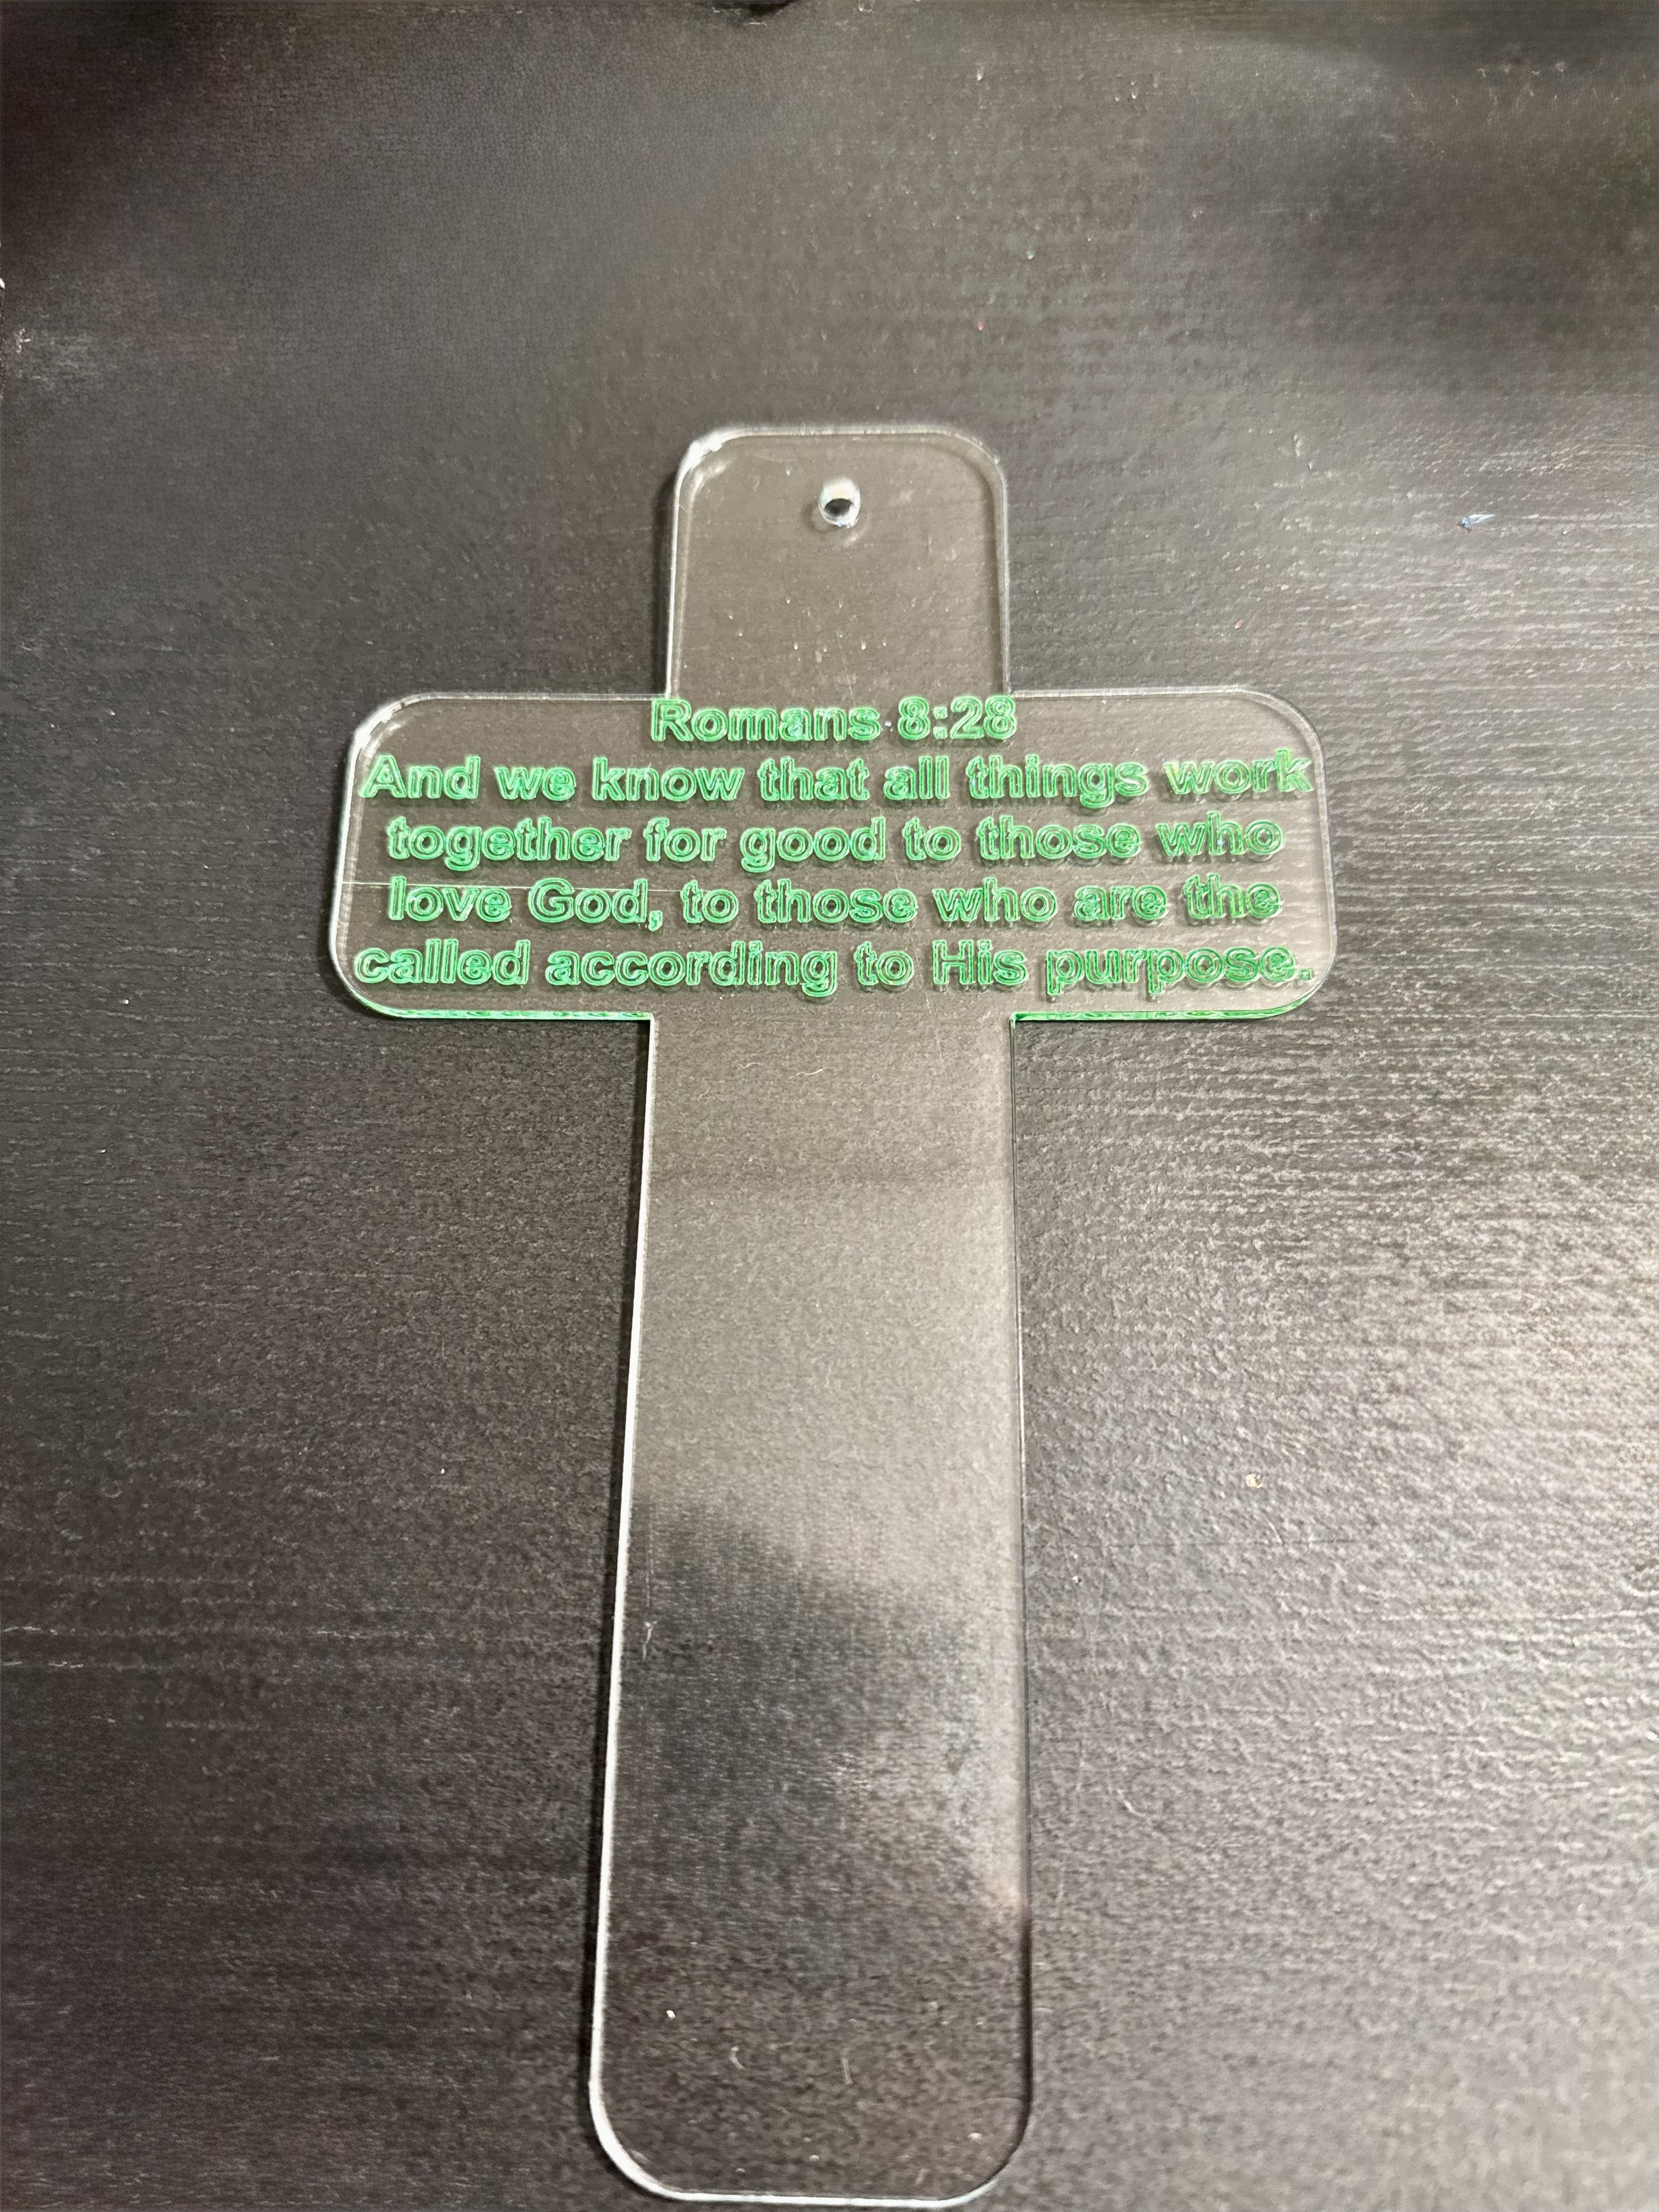 Romans 8:28
And we know that all things work
together for good to those who
love God, to those who are the
called according to His purpose.